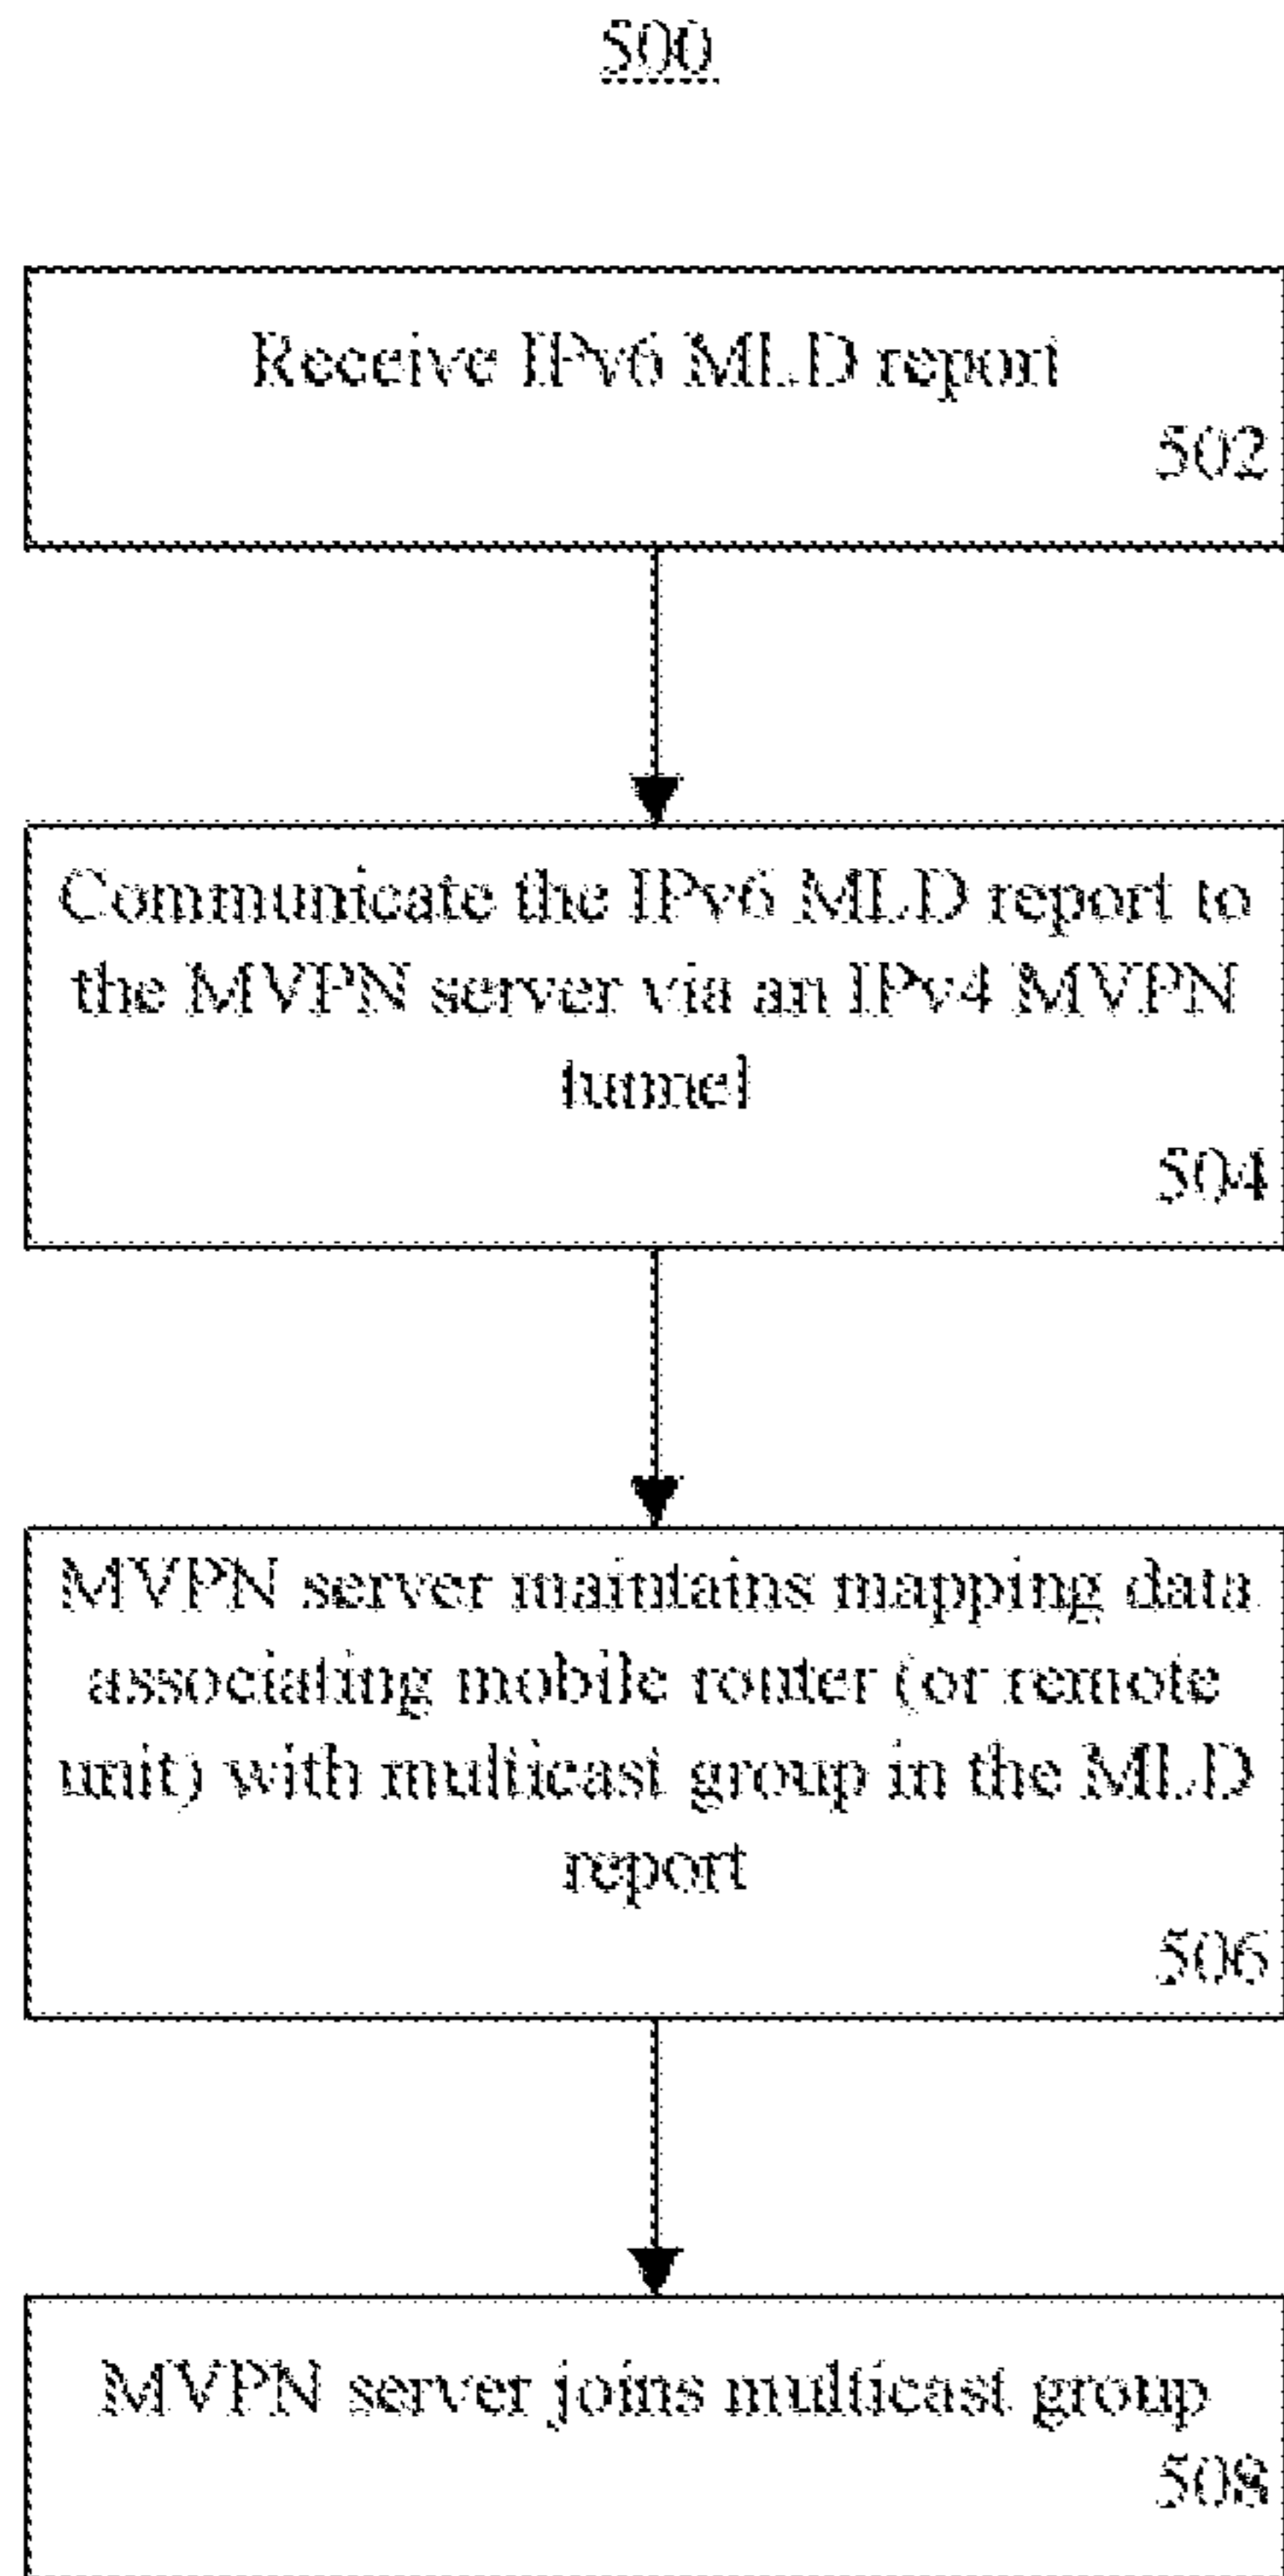 500
Receive IPv6 MLD report
502
Communicate the IPv6 MLD report to
the MVPN server via an IPv4 MVPN
tunnel
504
MVPN server maintains mapping data
associating mobile router (or remote
unit) with multicast group in the MLD
report
506
MVPN server joins multicast group
508